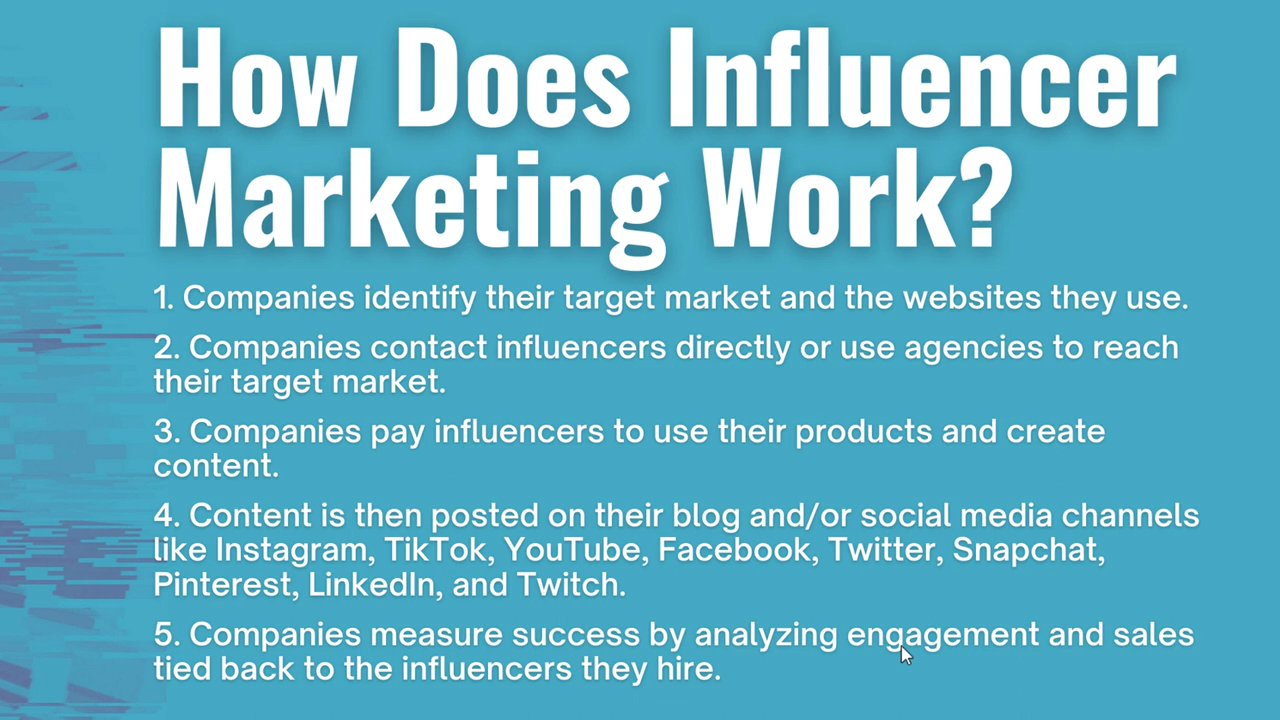 How Does Influencer
Marketing Work?
1. Companies identify their target market and the websites they use.
2. Companies contact influencers directly or use agencies to reach
their target market.
3. Companies pay influencers to use their products and create
content.
4. Content is then posted on their blog and/or social media channels
like Instagram, TikTok, YouTube, Facebook, Twitter, Snapchat,
Pinterest, LinkedIn, and Twitch.
5. Companies measure success by analyzing engagement and sales
tied back to the influencers they hire.